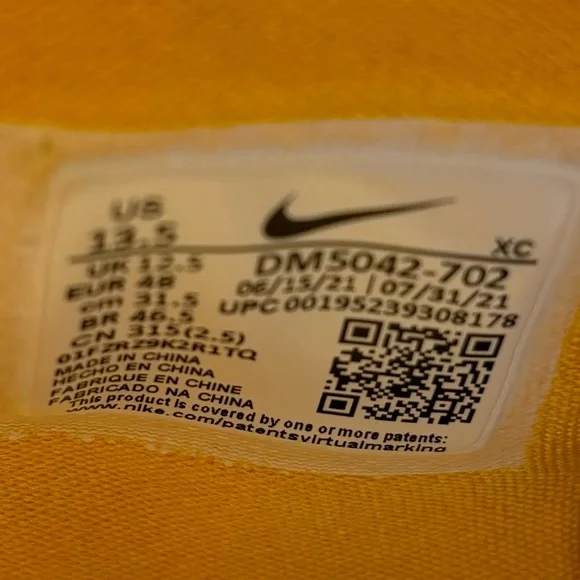 US
13.5
XC
UK 12.5
EUR 48
cm 31.5
BR 46.5
CN 315(2.5)
DM5042-702
06/15/21 | 07/31/21
UPC 00195239308178
01FZRZ9K2R1TQ
MADE IN CHINA
HECHO EN CHINA
FABRIQUE EN CHINE
FABRICADO NA CHINA
This product is covered by one or more patents:
www.nike.com/patentsvirtualmarking